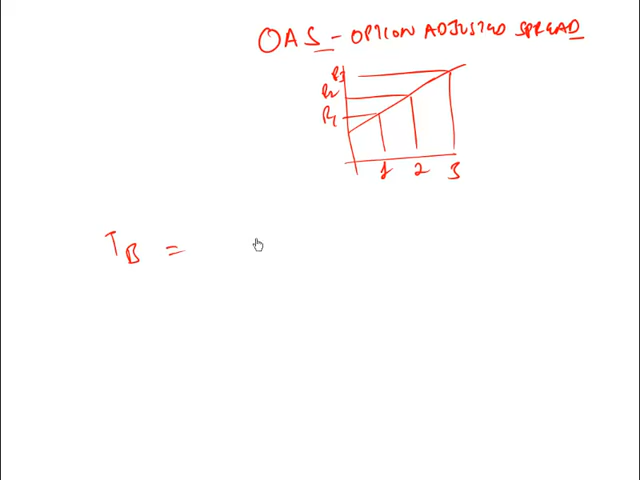 OAS - OPTION ADJUSTED SPREAD
R3
R2
R1
1 2 3
TB =